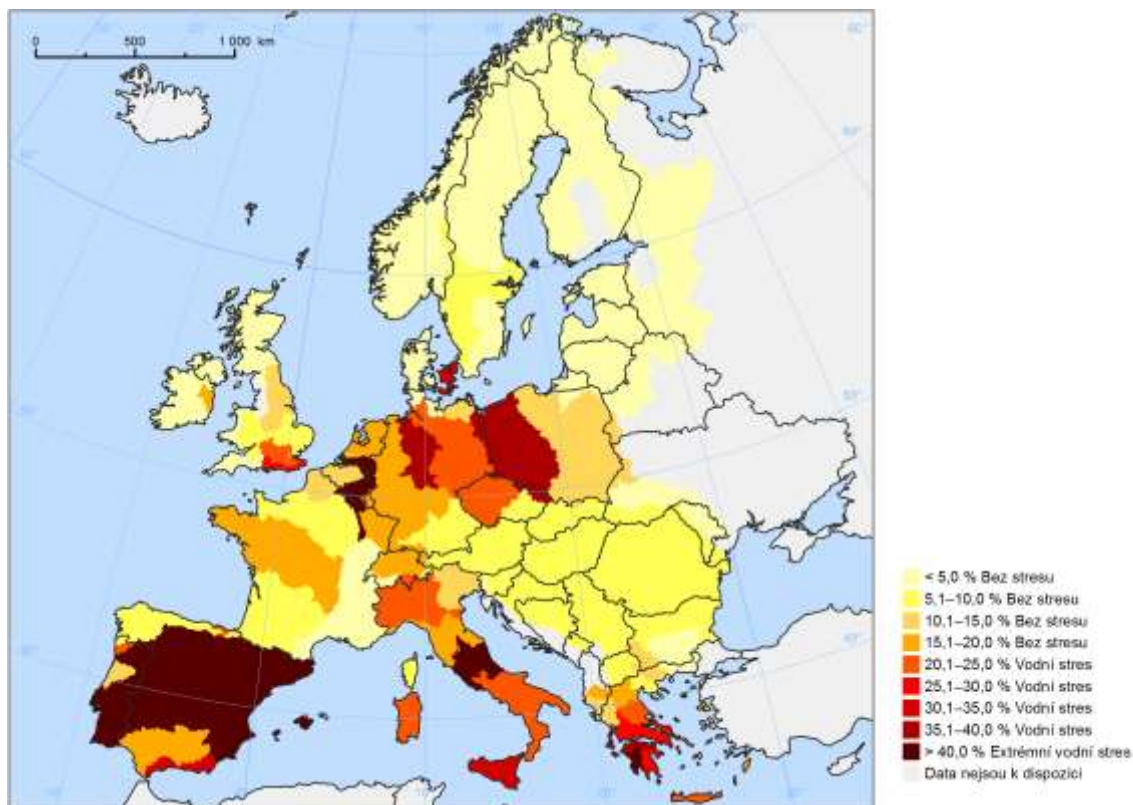 0 500 1 000 km
< 5,0 % Bez stresu
5,1–10,0 % Bez stresu
10,1–15,0 % Bez stresu
15,1–20,0 % Bez stresu
20,1–25,0 % Vodní stres
25,1–30,0 % Vodní stres
30,1–35,0 % Vodní stres
35,1–40,0 % Vodní stres
> 40,0 % Extrémní vodní stres
Data nejsou k dispozici